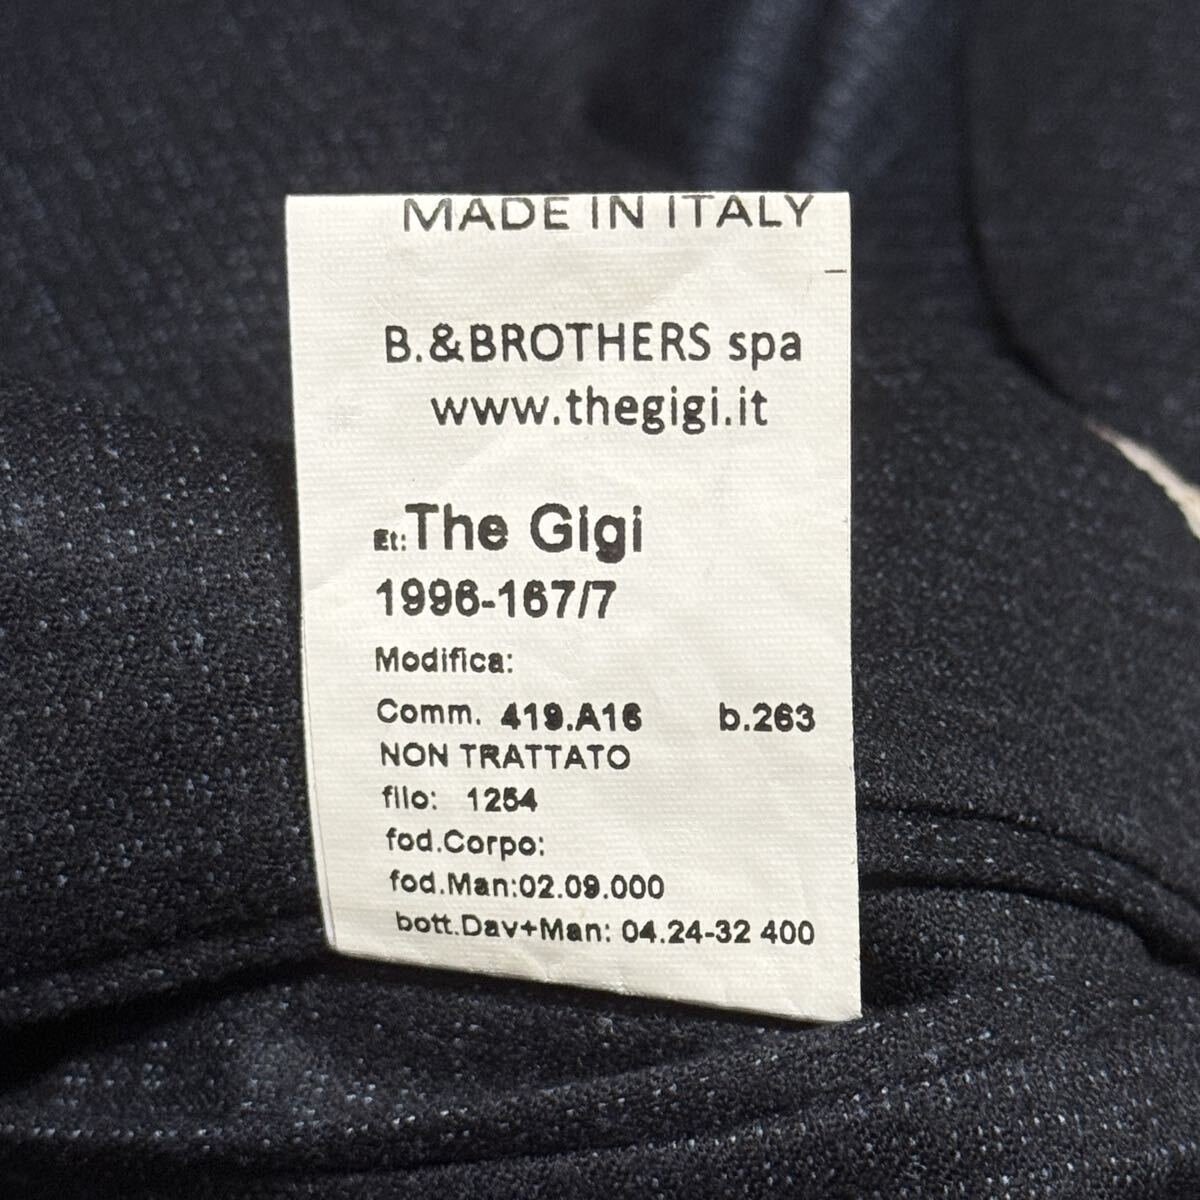 MADE IN ITALY
B.&BROTHERS spa
www.thegigi.it
Et:The Gigi
1996-167/7
Modifica:
Comm. 419.A16 b.263
NON TRATTATO
filo: 1254
fod.Corpo:
fod.Man:02.09.000
bott.Dav+Man: 04.24-32 400